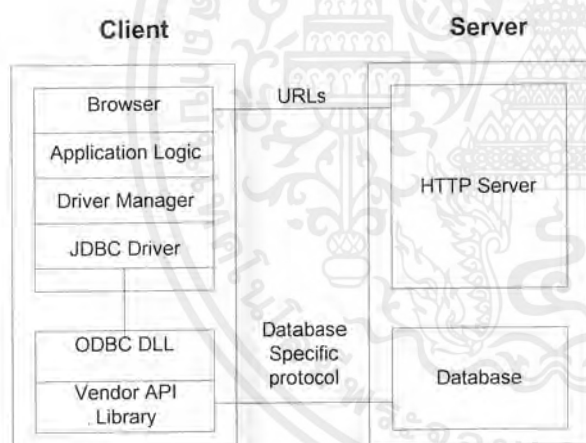 Client
Server
Browser
URLs
Application Logic
HTTP Server
Driver Manager
JDBC Driver
ODBC DLL
Database
Specific
protocol
Database
Vendor API
Library